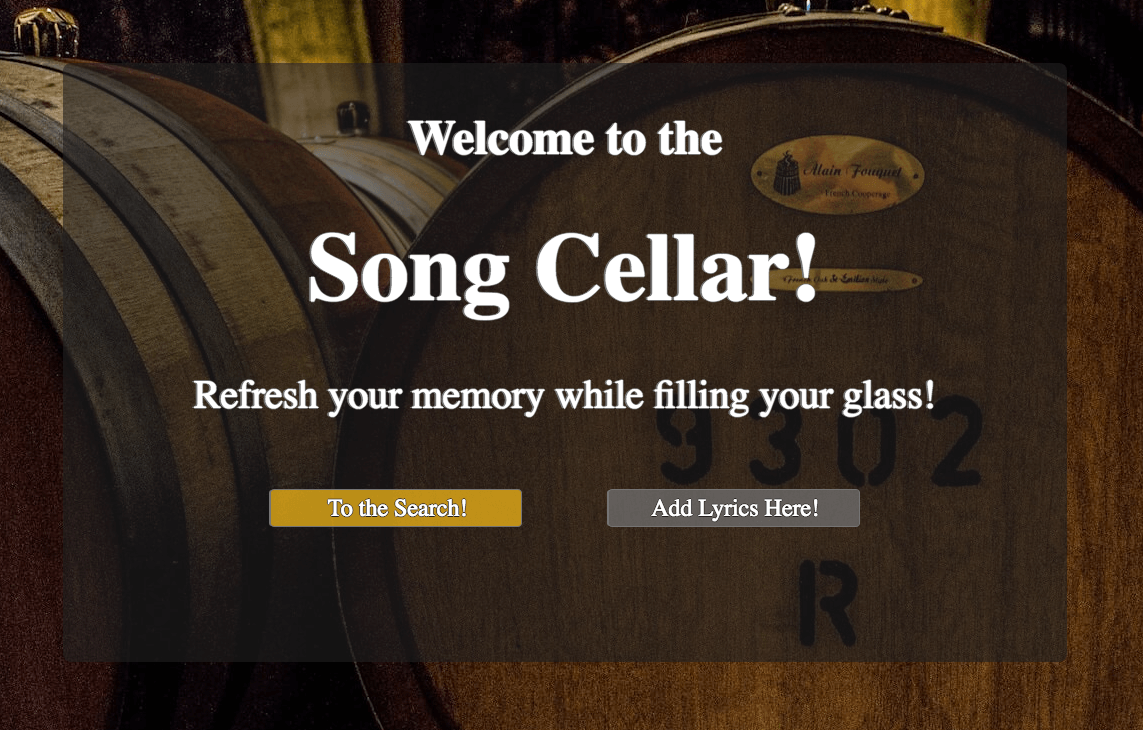 Welcome to the
Alain Fouquet
French Cooperage
Song Cellar!
Refresh your memory while filling your glass!
9302
To the Search!
Add Lyrics Here!
R